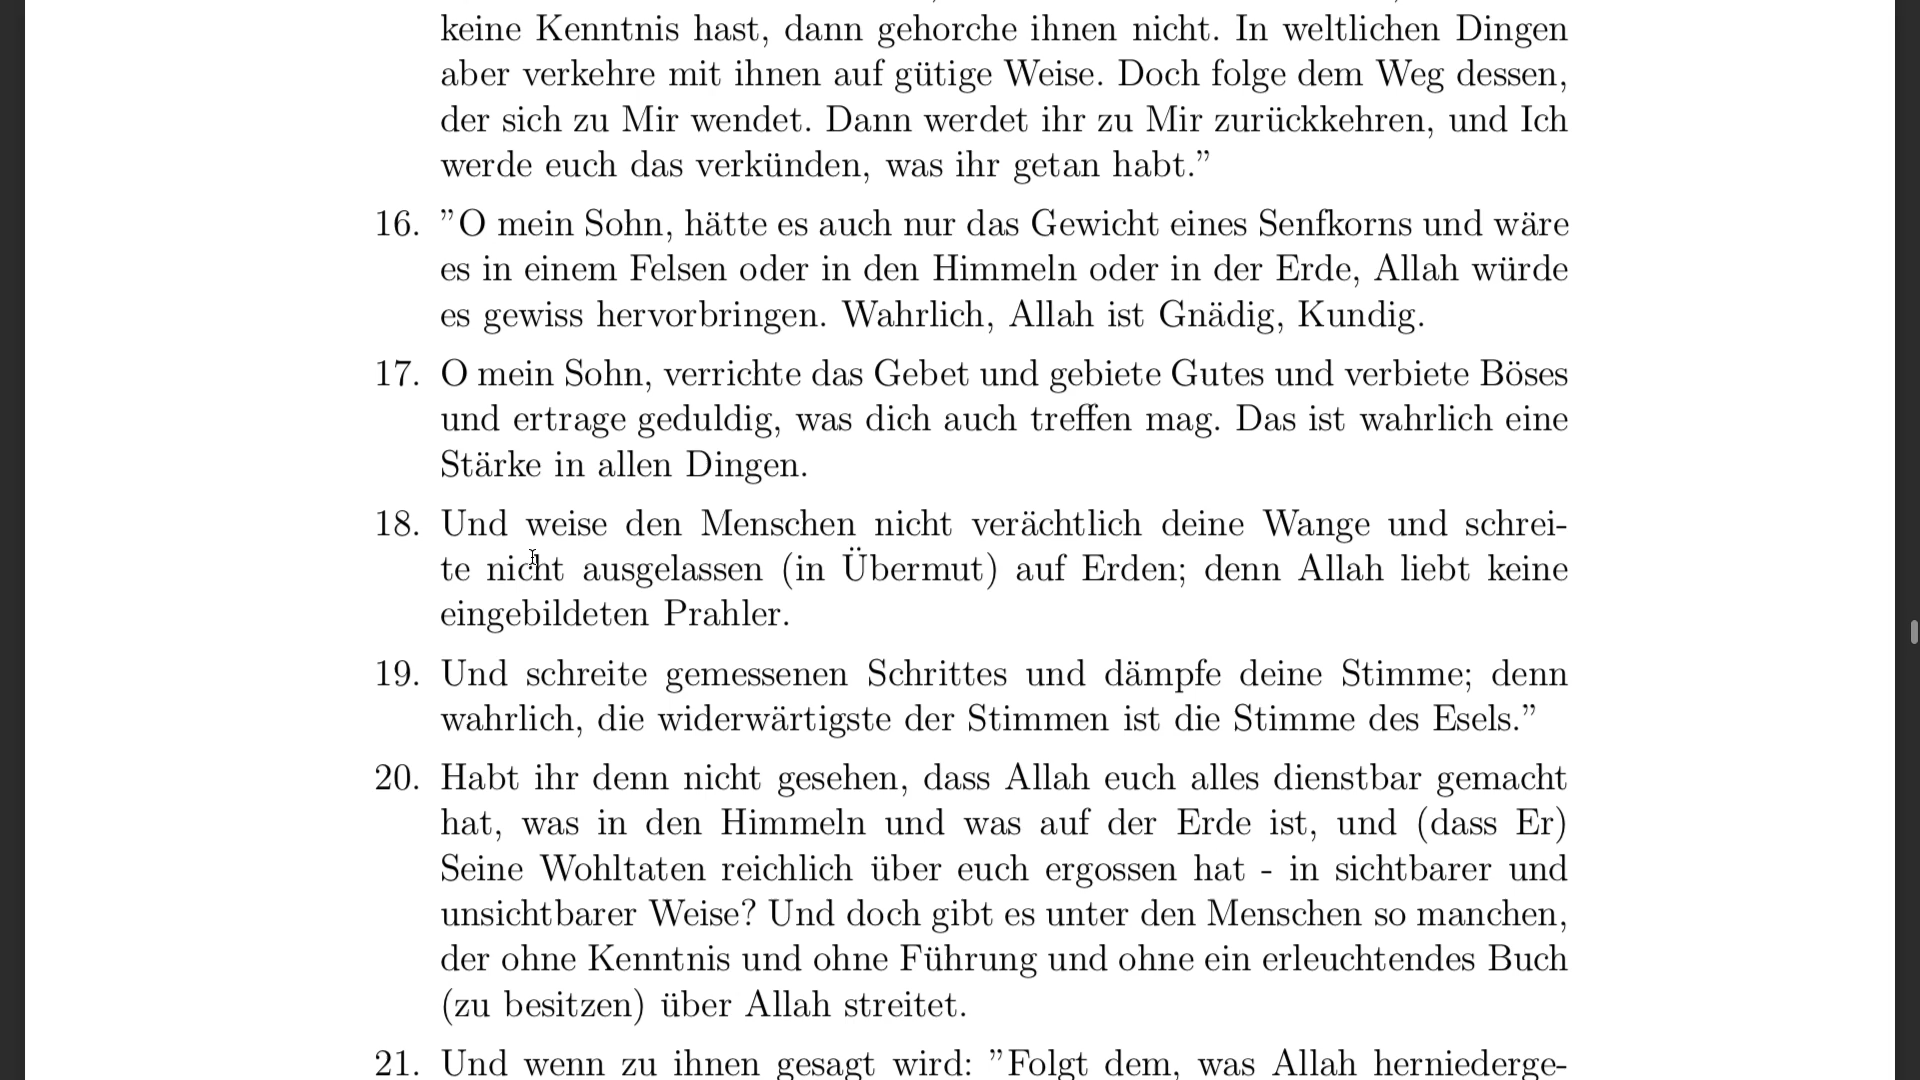 keine Kenntnis hast, dann gehorche ihnen nicht. In weltlichen Dingen
aber verkehre mit ihnen auf gütige Weise. Doch folge dem Weg dessen,
der sich zu Mir wendet. Dann werdet ihr zu Mir zurückkehren, und Ich
werde euch das verkünden, was ihr getan habt.”
16. ”O mein Sohn, hätte es auch nur das Gewicht eines Senfkorns und wäre
es in einem Felsen oder in den Himmeln oder in der Erde, Allah würde
es gewiss hervorbringen. Wahrlich, Allah ist Gnädig, Kundig.
17. O mein Sohn, verrichte das Gebet und gebiete Gutes und verbiete Böses
und ertrage geduldig, was dich auch treffen mag. Das ist wahrlich eine
Stärke in allen Dingen.
18. Und weise den Menschen nicht verächtlich deine Wange und schrei-
te nicht ausgelassen (in Übermut) auf Erden; denn Allah liebt keine
eingebildeten Prahler.
19. Und schreite gemessenen Schrittes und dämpfe deine Stimme; denn
wahrlich, die widerwärtigste der Stimmen ist die Stimme des Esels.”
20. Habt ihr denn nicht gesehen, dass Allah euch alles dienstbar gemacht
hat, was in den Himmeln und was auf der Erde ist, und (dass Er)
Seine Wohltaten reichlich über euch ergossen hat - in sichtbarer und
unsichtbarer Weise? Und doch gibt es unter den Menschen so manchen,
der ohne Kenntnis und ohne Führung und ohne ein erleuchtendes Buch
(zu besitzen) über Allah streitet.
21. Und wenn zu ihnen gesagt wird: ”Folgt dem, was Allah herniederge-